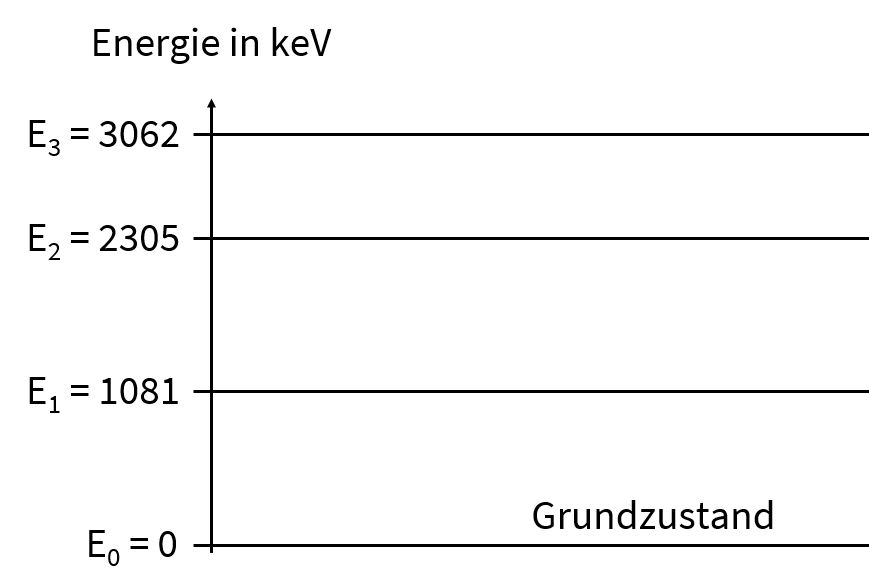 Energie in keV
E₃ = 3062
E₂ = 2305
E₁ = 1081
Grundzustand
E₀ = 0